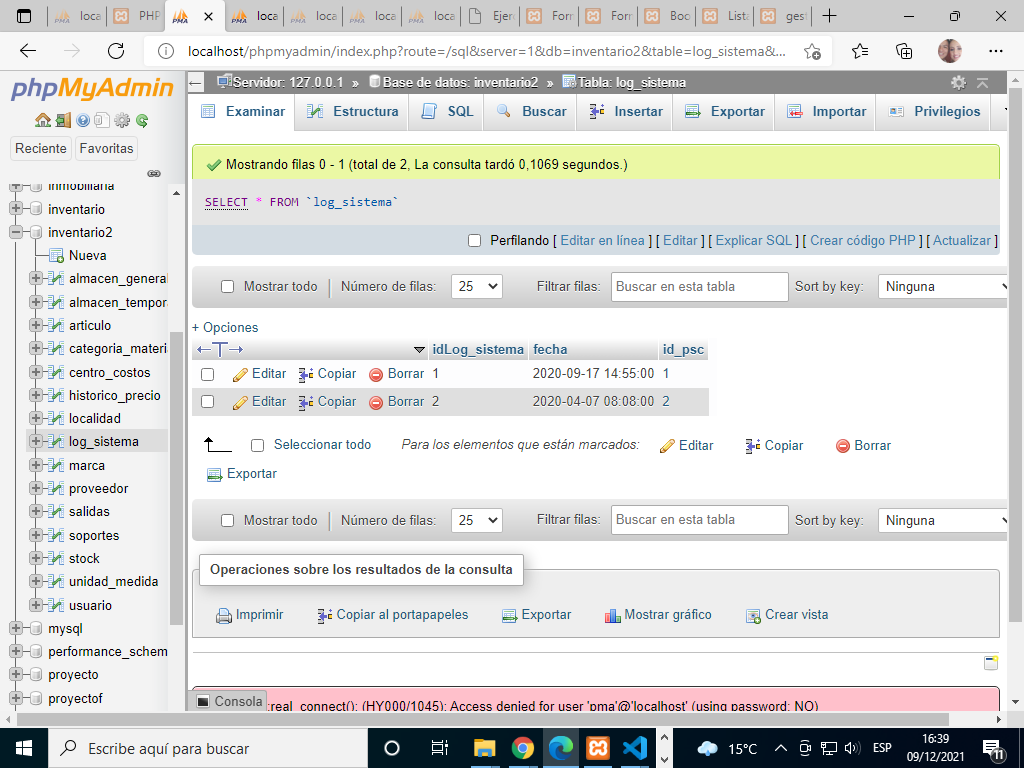 loca
PHP
loca
loca
loca
loca
Ejer
Forr
Forr
Boc
Lista
gest
localhost/phpmyadmin/index.php?route=/sql&server=1&db=inventario2&table=log_sistema&...
phpMyAdmin
Reciente
Favoritas
inmobiliaria
inventario
inventario2
Nueva
almacen_general
almacen_tempora
articulo
categoria_materi
centro_costos
historico_precio
localidad
log_sistema
marca
proveedor
salidas
soportes
stock
unidad_medida
usuario
mysql
performance_schem
proyecto
proyectof
Servidor: 127.0.0.1 » Base de datos: inventario2 » Tabla: log_sistema
Examinar Estructura SQL Buscar Insertar Exportar Importar Privilegios
Mostrando filas 0 - 1 (total de 2, La consulta tardó 0,1069 segundos.)
SELECT * FROM `log_sistema`
Perfilando [ Editar en línea ] [ Editar ] [ Explicar SQL ] [ Crear código PHP ] [ Actualizar ]
Mostrar todo Número de filas: 25 Filtrar filas: Buscar en esta tabla Sort by key: Ninguna
+ Opciones
idLog_sistema fecha id_psc
Editar Copiar Borrar 1 2020-09-17 14:55:00 1
Editar Copiar Borrar 2 2020-04-07 08:08:00 2
Seleccionar todo Para los elementos que están marcados: Editar Copiar Borrar
Exportar
Mostrar todo Número de filas: 25 Filtrar filas: Buscar en esta tabla Sort by key: Ninguna
Operaciones sobre los resultados de la consulta
Imprimir Copiar al portapapeles Exportar Mostrar gráfico Crear vista
Consola
:real_connect(): (HY000/1045): Access denied for user 'pma'@'localhost' (using password: NO)
Escribe aquí para buscar
15°C
ESP
16:39
09/12/2021
11